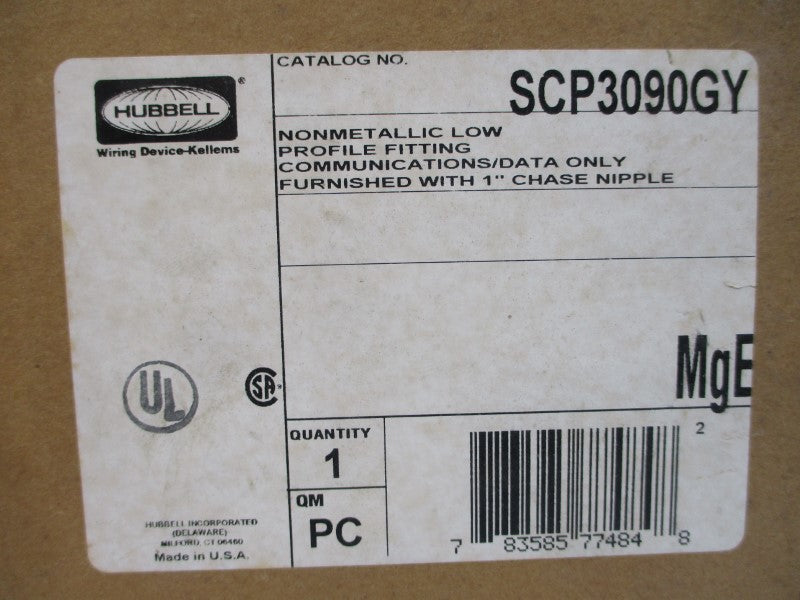 HUBBELL®
Wiring Device-Kellems
CATALOG NO.
SCP3090GY
NONMETALLIC LOW
PROFILE FITTING
COMMUNICATIONS/DATA ONLY
FURNISHED WITH 1" CHASE NIPPLE
MgE
UL
SA
QUANTITY
1
QM
PC
2
7 83585 77484 8
HUBBELL INCORPORATED
(DELAWARE)
MILFORD, CT 06460
Made in U.S.A.